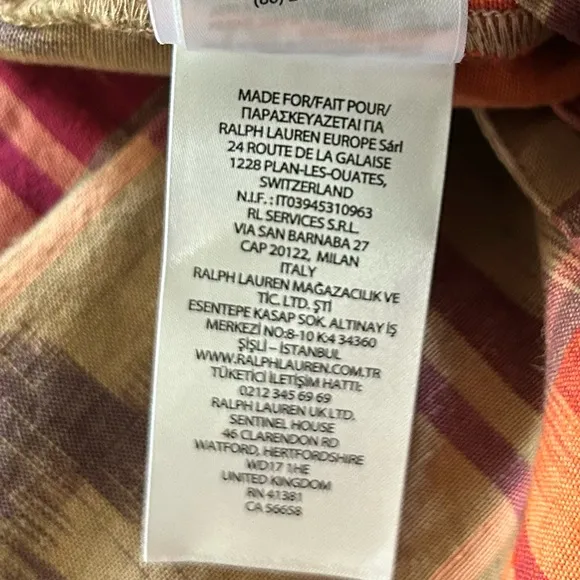 MADE FOR/FAIT POUR/
ΠΑΡΑΣΚΕΥΑΖΕΤΑΙ ΓΙΑ
RALPH LAUREN EUROPE Sárl
24 ROUTE DE LA GALAISE
1228 PLAN-LES-OUATES,
SWITZERLAND
N.I.F. : IT03945310963
RL SERVICES S.R.L.
VIA SAN BARNABA 27
CAP 20122, MILAN
ITALY
RALPH LAUREN MAĞAZACILIK VE
TİC. LTD. ŞTİ
ESENTEPE KASAP SOK. ALTINAY İŞ
MERKEZİ NO:8-10 K:4 34360
ŞİŞLİ – İSTANBUL
WWW.RALPHLAUREN.COM.TR
TÜKETİCİ İLETİŞİM HATTI:
0212 345 69 69
RALPH LAUREN UK LTD.
SENTINEL HOUSE
46 CLARENDON RD
WATFORD, HERTFORDSHIRE
WD17 1HE
UNITED KINGDOM
RN 41381
CA 56658